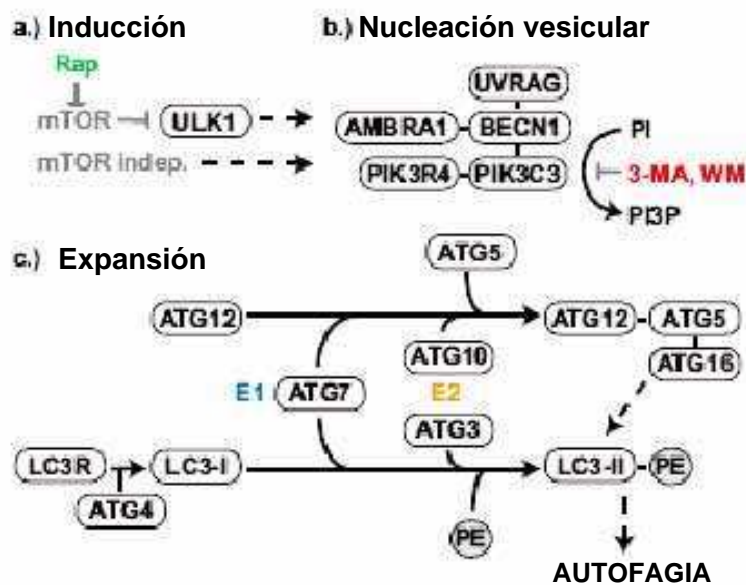 a.) Inducción
b.) Nucleación vesicular
Rap
mTOR ULK1
mTOR indep.
UVRAG
AMBRA1 BECN1
PIK3R4 PIK3C3
PI
3-MA, WM
PI3P
c.) Expansión
ATG5
ATG12
ATG12 ATG5
ATG10
ATG16
E1 ATG7 E2
ATG3
LC3R LC3-I
LC3-II PE
ATG4
PE
AUTOFAGIA